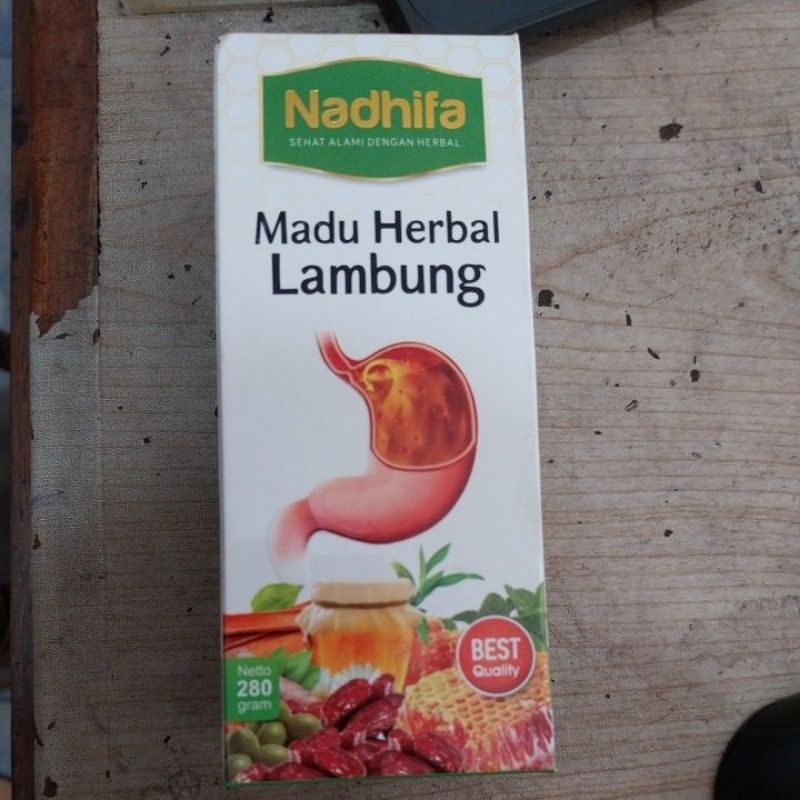 Nadhifa
SEHAT ALAMI DENGAN HERBAL
Madu Herbal
Lambung
BEST
Quality
Netto
280
gram